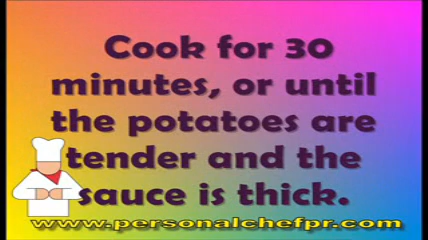 Cook for 30
minutes, or until
the potatoes are
tender and the
sauce is thick.
www.personalchefpr.com